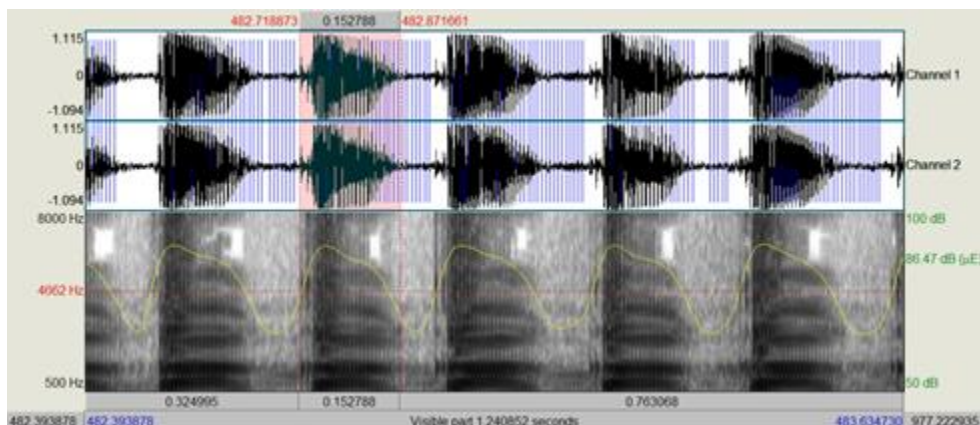 482.718873 0.152788 482.871661
1.115
0
-1.094
Channel 1
1.115
0
-1.094
Channel 2
8000 Hz 100 dB
86.47 dB (µE)
4662 Hz
500 Hz 50 dB
0.324995 0.152788 0.763068
482.393878 482.393878 Visible part 1.240852 seconds 483.634730 977.222935